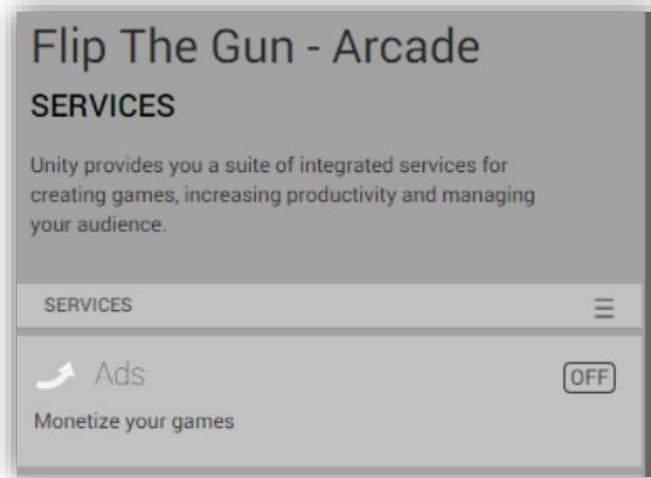 Flip The Gun - Arcade
SERVICES
Unity provides you a suite of integrated services for
creating games, increasing productivity and managing
your audience.
SERVICES
Ads
OFF
Monetize your games